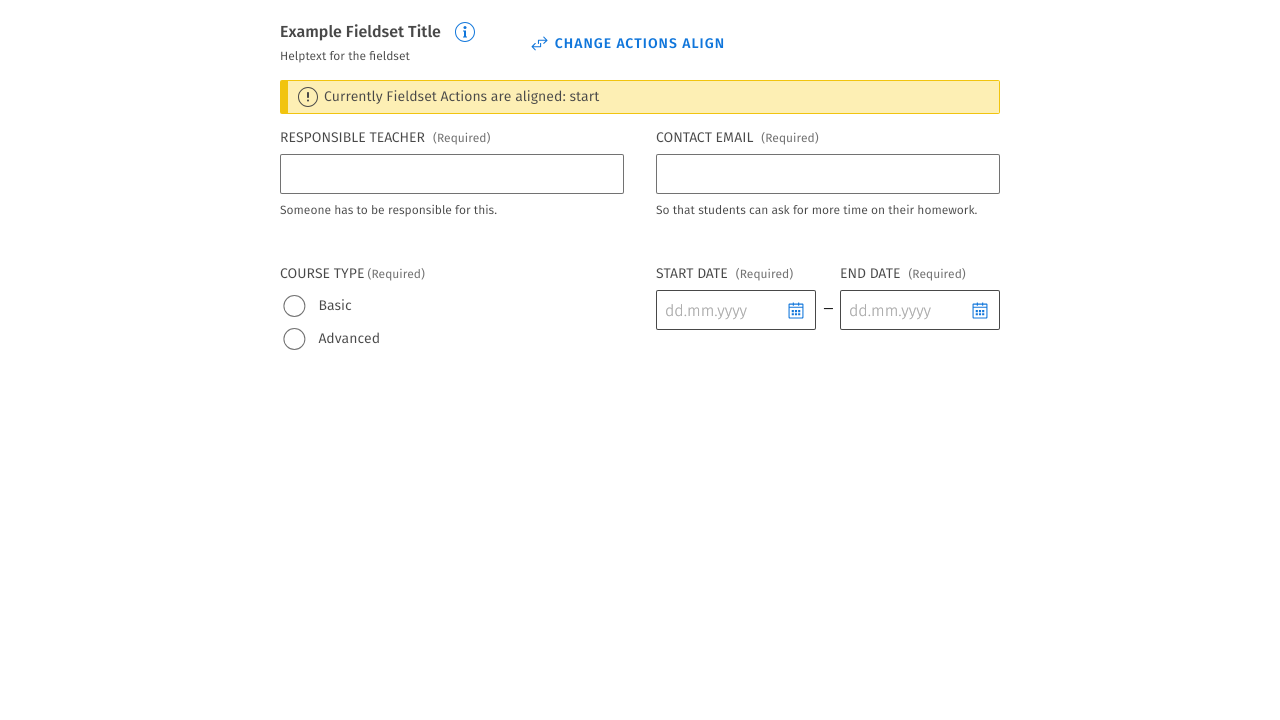 Example Fieldset Title
CHANGE ACTIONS ALIGN
Helptext for the fieldset
Currently Fieldset Actions are aligned: start
RESPONSIBLE TEACHER (Required)
CONTACT EMAIL (Required)
Someone has to be responsible for this.
So that students can ask for more time on their homework.
COURSE TYPE (Required)
START DATE (Required)
END DATE (Required)
Basic
dd.mm.yyyy – dd.mm.yyyy
Advanced